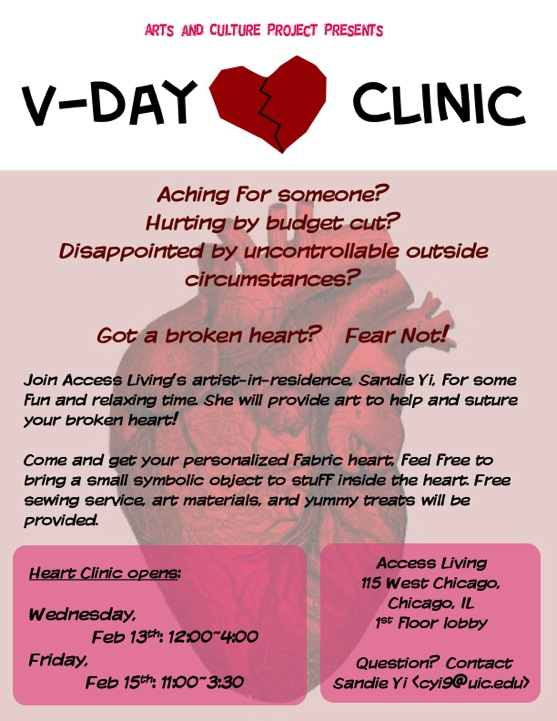 ARTS AND CULTURE PROJECT PRESENTS
V-DAY CLINIC
Aching for someone?
Hurting by budget cut?
Disappointed by uncontrollable outside
circumstances?
Got a broken heart? Fear Not!
Join Access Living's artist-in-residence, Sandie Yi, for some
fun and relaxing time. She will provide art to help and suture
your broken heart!
Come and get your personalized fabric heart. Feel free to
bring a small symbolic object to stuff inside the heart. Free
sewing service, art materials, and yummy treats will be
provided.
Heart Clinic opens:
Wednesday,
Feb 13th: 12:00~4:00
Friday,
Feb 15th: 11:00~3:30
Access Living
115 West Chicago,
Chicago, IL
1st Floor lobby
Question? Contact
Sandie Yi <cyi9@uic.edu>